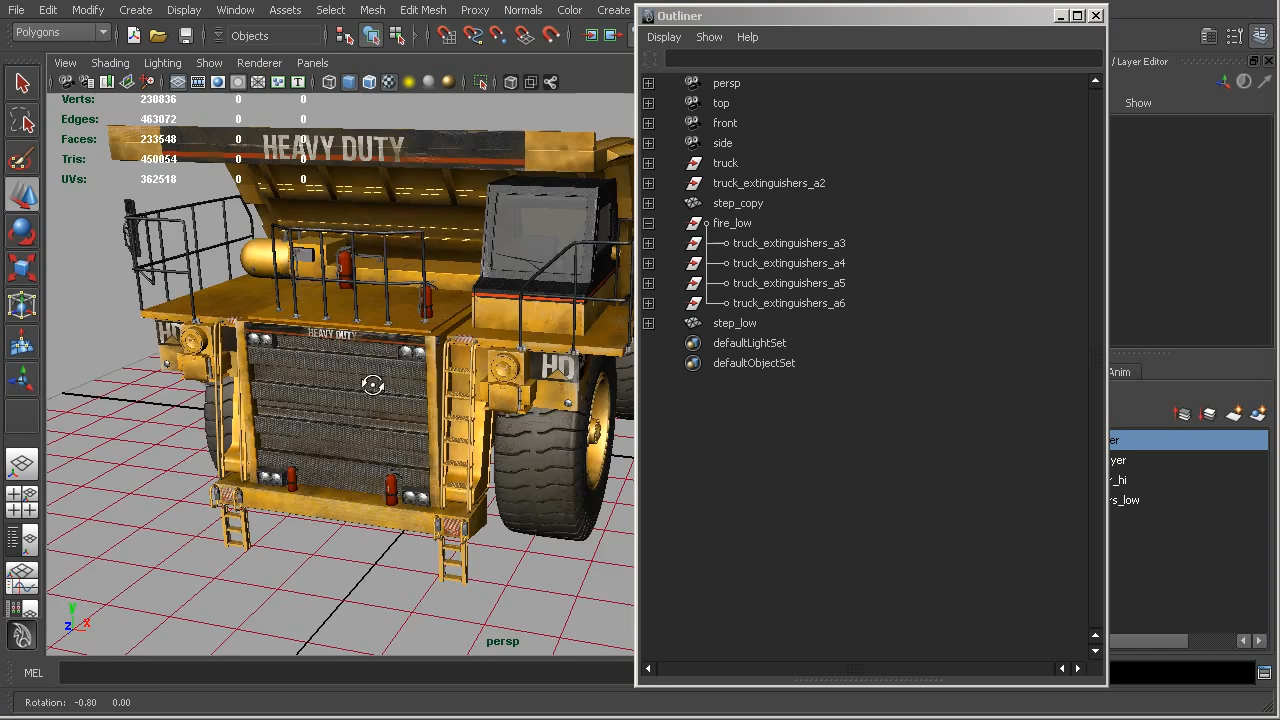 File Edit Modify Create Display Window Assets Select Mesh Edit Mesh Proxy Normals Color Create
Outliner
Polygons Objects
Display Show Help
View Shading Lighting Show Renderer Panels
Layer Editor
Show
Verts: 230836 0 0
Edges: 463072 0 0
Faces: 233548 0 0
Tris: 450054 0 0
UVs: 362518 0 0
HEAVY DUTY
HEAVY DUTY
HD
HD
persp
top
front
side
truck
truck_extinguishers_a2
step_copy
fire_low
truck_extinguishers_a3
truck_extinguishers_a4
truck_extinguishers_a5
truck_extinguishers_a6
step_low
defaultLightSet
defaultObjectSet
Anim
er
yer
r_hi
rs_low
y
z x
persp
MEL
Rotation: -0.80 0.00